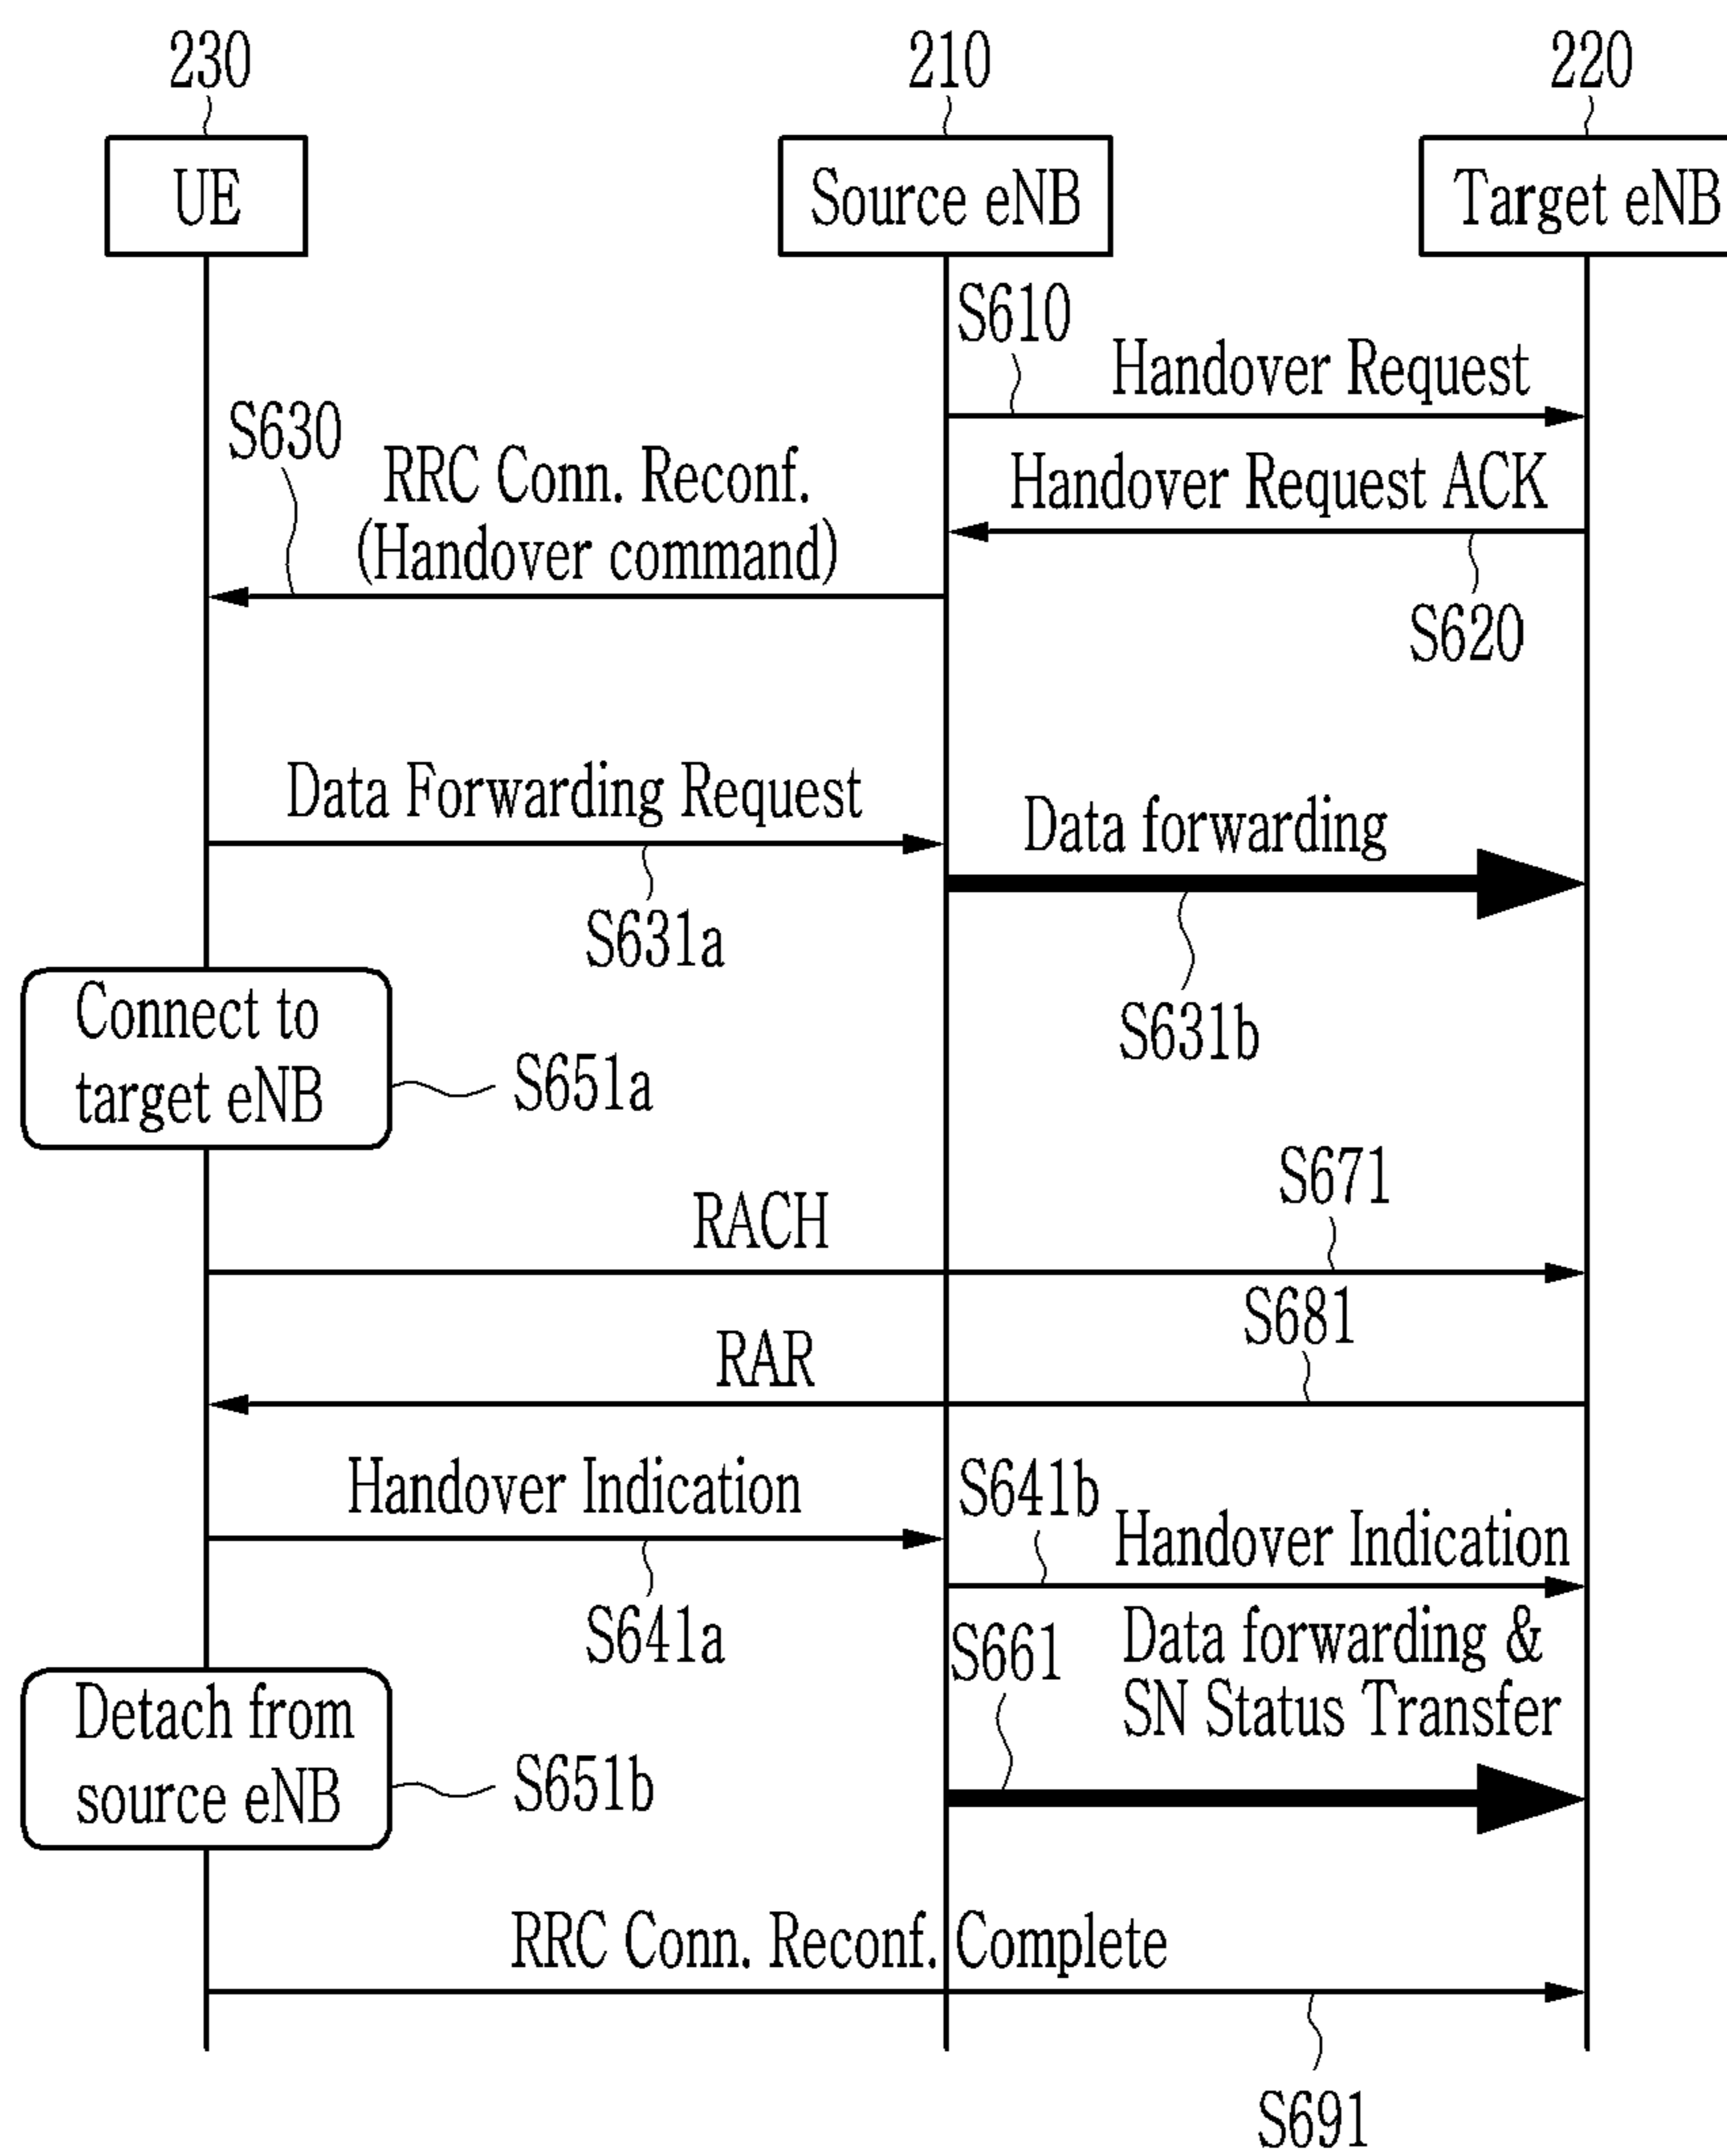 230
210
220
UE
Source eNB
Target eNB
S610
Handover Request
S630
RRC Conn. Reconf.
(Handover command)
Handover Request ACK
S620
Data Forwarding Request
Data forwarding
S631a
S631b
Connect to
target eNB
S651a
S671
RACH
S681
RAR
Handover Indication
S641b
Handover Indication
S641a
S661
Data forwarding &
SN Status Transfer
Detach from
source eNB
S651b
RRC Conn. Reconf. Complete
S691